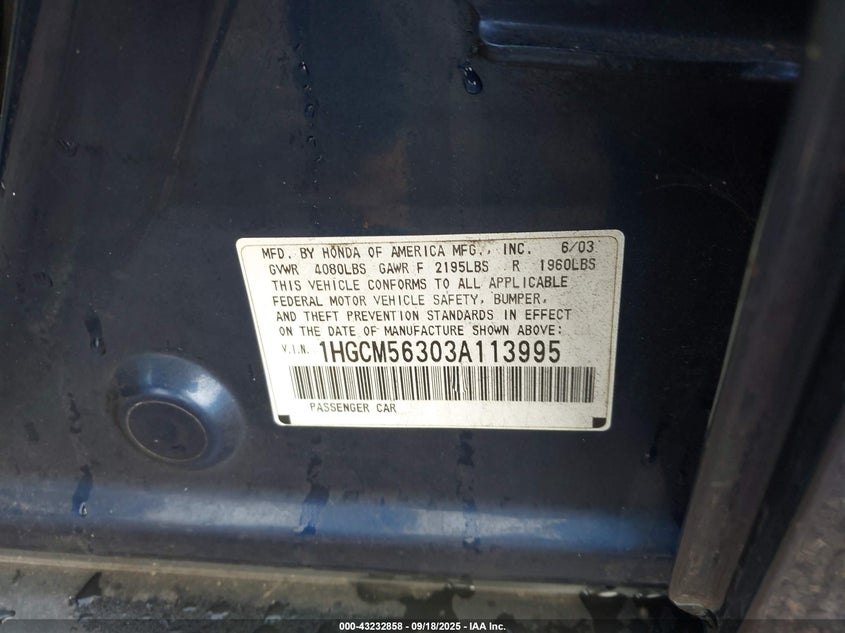 MFD. BY HONDA OF AMERICA MFG., INC. 6/03
GVWR 4080LBS GAWR F 2195LBS R 1960LBS
THIS VEHICLE CONFORMS TO ALL APPLICABLE
FEDERAL MOTOR VEHICLE SAFETY, BUMPER,
AND THEFT PREVENTION STANDARDS IN EFFECT
ON THE DATE OF MANUFACTURE SHOWN ABOVE:
V.I.N. 1HGCM56303A113995
PASSENGER CAR
000-43232858 - 09/18/2025 - IAA Inc.